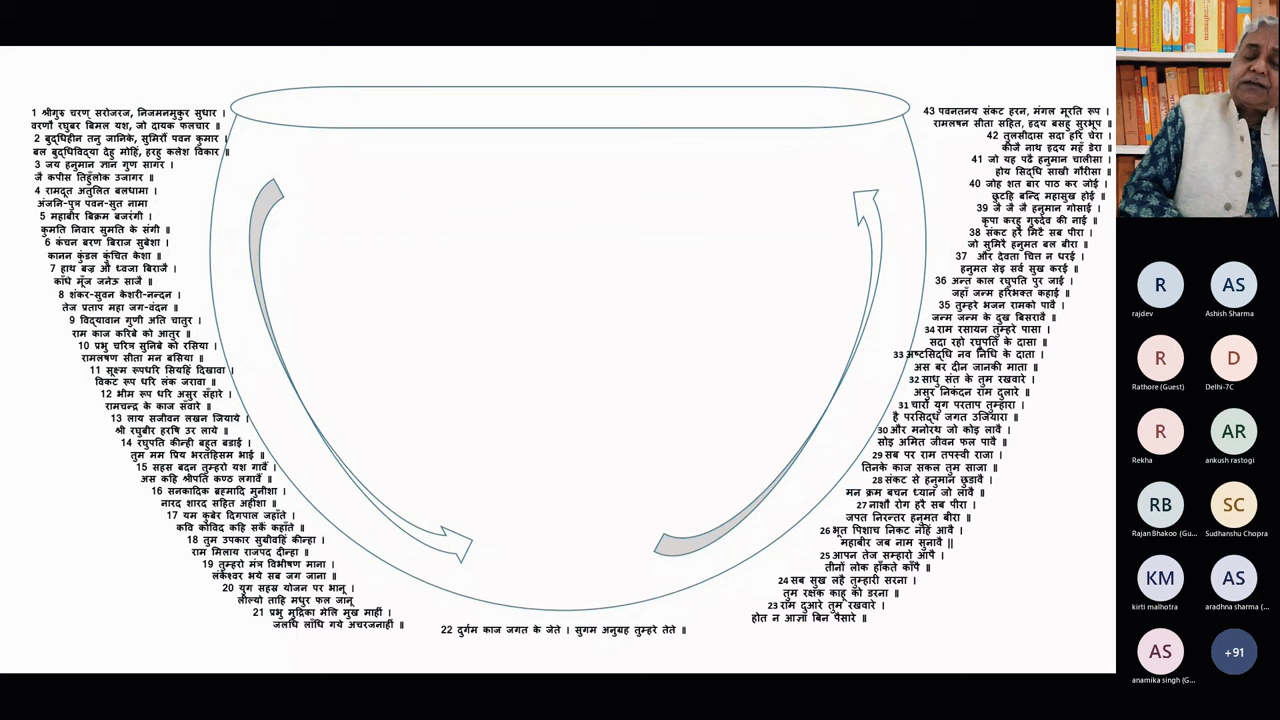 1 श्रीगुरु चरण् सरोजरज, निजमनमुकुर सुधार ।
वरणौ रघुबर बिमल यश, जो दायक फलचार ॥
2 बुद्धिहीन तनु जानिके, सुमिरौं पवन कुमार ।
बल बुद्धिविद्या देहु मोहिं, हरहु कलेश विकार ॥
3 जय हनुमान ज्ञान गुण सागर ।
जै कपीस तिहुँलोक उजागर ॥
4 रामदूत अतुलित बलधामा ।
अंजनि-पुत्र पवन-सुत नामा
5 महाबीर बिक्रम बजरंगी ।
कुमति निवार सुमति के संगी ॥
6 कंचन बरण बिराज सुबेशा ।
कानन कुंडल कुंचित केशा ॥
7 हाथ बज्र औ ध्वजा बिराजै ।
काँधे मूँज जनेऊ साजै ॥
8 शंकर-सुवन केशरी-नन्दन ।
तेज प्रताप महा जग-वंदन ॥
9 विद्यावान गुणी अति चातुर ।
राम काज करिबे को आतुर ॥
10 प्रभु चरित्र सुनिबे को रसिया ।
रामलषण सीता मन बसिया ॥
11 सूक्ष्म रूपधरि सियहिं दिखावा ।
विकट रूप धरि लंक जरावा ॥
12 भीम रूप धरि असुर सँहारे ।
रामचन्द्र के काज सँवारे ॥
13 लाय सजीवन लखन जियाये ।
श्री रघुबीर हरषि उर लाये ॥
14 रघुपति कीन्ही बहुत बडाई ।
तुम मम प्रिय भरतहिसम भाई ॥
15 सहस बदन तुम्हरो यश गावैं ।
अस कहि श्रीपति कण्ठ लगावैं ॥
16 सनकादिक ब्रह्मादि मुनीशा ।
नारद शारद सहित अहीशा ॥
17 यम कुबेर दिगपाल जहाँते ।
कवि कोविद कहि सकैं कहाँते ॥
18 तुम उपकार सुग्रीवहिं कीन्हा ।
राम मिलाय राजपद दीन्हा ॥
19 तुम्हरो मंत्र विभीषण माना ।
लंकेश्वर भये सब जग जाना ॥
20 युग सहस्र योजन पर भानू ।
लील्यो ताहि मधुर फल जानू
21 प्रभु मुद्रिका मेलि मुख माहीं ।
जलधि लाँधि गये अचरजनाहीं ॥
22 दुर्गम काज जगत के जेते । सुगम अनुग्रह तुम्हरे तेते ॥
43 पवनतनय संकट हरन, मंगल मूरति रूप ।
रामलषन सीता सहित, हृदय बसहु सुरभूप ॥
42 तुलसीदास सदा हरि चेरा ।
कीजै नाथ हृदय महँ डेरा ॥
41 जो यह पढै हनुमान चालीसा ।
होय सिद्धि साखी गौरीसा ॥
40 जोह शत बार पाठ कर जोई ।
छुटहि बन्दि महासुख होई ॥
39 जै जै जै हनुमान गोसाई ।
कृपा करहु गुरुदेव की नाई ॥
38 संकट हरै मिटै सब पीरा ।
जो सुमिरै हनुमत बल बीरा ॥
37 और देवता चित्त न धरई ।
हनुमत सेइ सर्व सुख करई ॥
36 अन्त काल रघुपति पुर जाई ।
जहाँ जन्म हरिभक्त कहाई ॥
35 तुम्हरे भजन रामको पावै ।
जन्म जन्म के दुख बिसरावै ॥
34 राम रसायन तुम्हरे पासा ।
सदा रहो रघुपति के दासा ॥
33 अष्टसिद्धि नव निधि के दाता ।
अस बर दीन जानकी माता ॥
32 साधु संत के तुम रखवारे ।
असुर निकंदन राम दुलारे ॥
31 चारों युग परताप तुम्हारा ।
है परसिद्ध जगत उजियारा ॥
30 और मनोरथ जो कोइ लावै ।
सोइ अमित जीवन फल पावै ॥
29 सब पर राम तपस्वी राजा ।
तिनके काज सकल तुम साजा ॥
28 संकट से हनुमान छुडावै ।
मन क्रम बचन ध्यान जो लावै ॥
27 नाशै रोग हरै सब पीरा ।
जपत निरन्तर हनुमत बीरा ॥
26 भूत पिशाच निकट नहिं आवै ।
महाबीर जब नाम सुनावै ||
25 आपन तेज सम्हारो आपै ।
तीनों लोक हाँकते काँपै ॥
24 सब सुख लहै तुम्हारी सरना ।
तुम रक्षक काहू को डरना ॥
23 राम दुआरे तुम रखवारे ।
होत न आज्ञा बिन पैसारे ॥
R
rajdev
AS
Ashish Sharma
R
Rathore (Guest)
D
Delhi-7C
R
Rekha
AR
ankush rastogi
RB
Rajan Bhakoo (Gu...
SC
Sudhanshu Chopra
KM
kirti malhotra
AS
aradhna sharma (...
AS
anamika singh (G...
+91